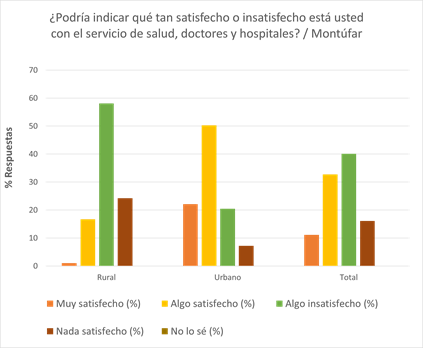 ¿Podría indicar qué tan satisfecho o insatisfecho está usted
con el servicio de salud, doctores y hospitales? / Montúfar
70
60
50
40
30
20
10
0
% Respuestas
Rural Urbano Total
Muy satisfecho (%) Algo satisfecho (%) Algo insatisfecho (%)
Nada satisfecho (%) No lo sé (%)